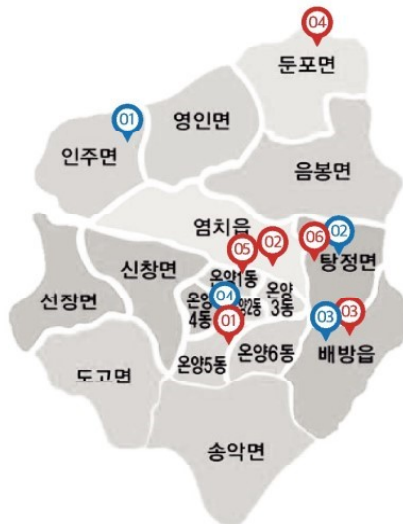 04
둔포면
01
영인면
인주면
음봉면
염치읍
05
02
06
02
신창면
온양1동
탕정면
선장면
온양
3동
온양
4동
04
양2동
01
03
03
배방읍
온양5동
온양6동
도고면
송악면